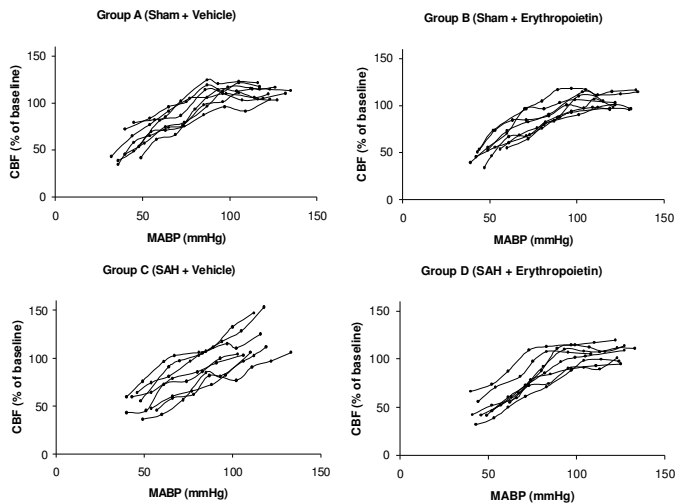 Group A (Sham + Vehicle)
150
100
50
0
CBF (% of baseline)
0 50 100 150
MABP (mmHg)
Group B (Sham + Erythropoietin)
150
100
50
0
CBF (% of baseline)
0 50 100 150
MABP (mmHg)
Group C (SAH + Vehicle)
150
100
50
0
CBF (% of baseline)
0 50 100 150
MABP (mmHg)
Group D (SAH + Erythropoietin)
150
100
50
0
CBF (% of baseline)
0 50 100 150
MABP (mmHg)